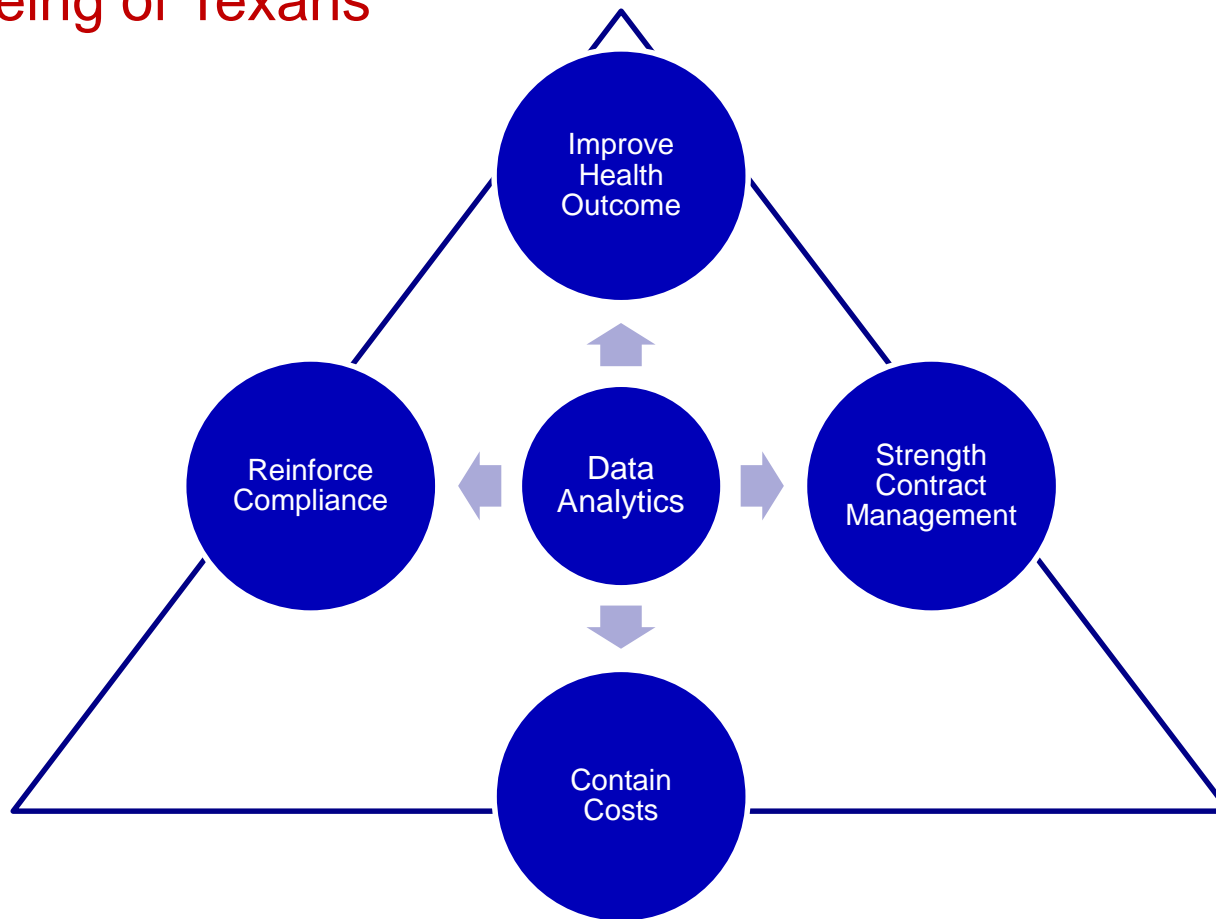 eing of Texans
Improve
Health
Outcome
Reinforce
Compliance
Data
Analytics
Strength
Contract
Management
Contain
Costs